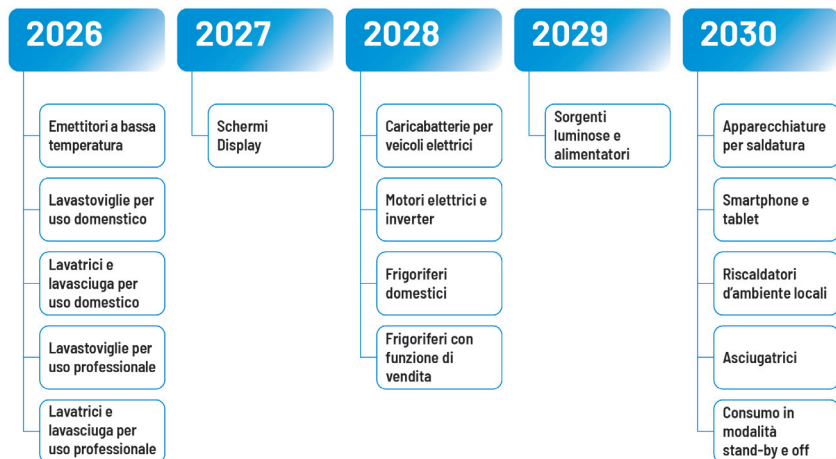 2026
Emettitori a bassa
temperatura
Lavastoviglie per
uso domenstico
Lavatrici e
lavasciuga per
uso domestico
Lavastoviglie per
uso professionale
Lavatrici e
lavasciuga per
uso professionale
2027
Schermi
Display
2028
Caricabatterie per
veicoli elettrici
Motori elettrici e
inverter
Frigoriferi
domestici
Frigoriferi con
funzione di
vendita
2029
Sorgenti
luminose e
alimentatori
2030
Apparecchiature
per saldatura
Smartphone e
tablet
Riscaldatori
d'ambiente locali
Asciugatrici
Consumo in
modalità
stand-by e off